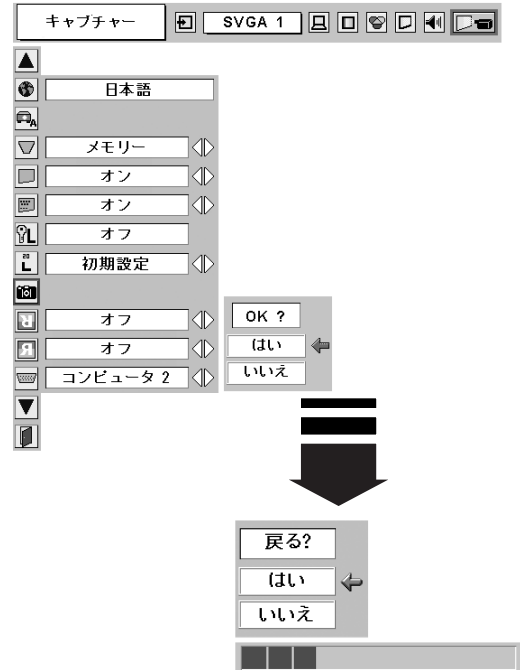 キャプチャー
SVGA 1
日本語
メモリー
オン
オン
オフ
初期設定
オフ
オフ
コンピュータ 2
OK ?
はい
いいえ
戻る?
はい
いいえ